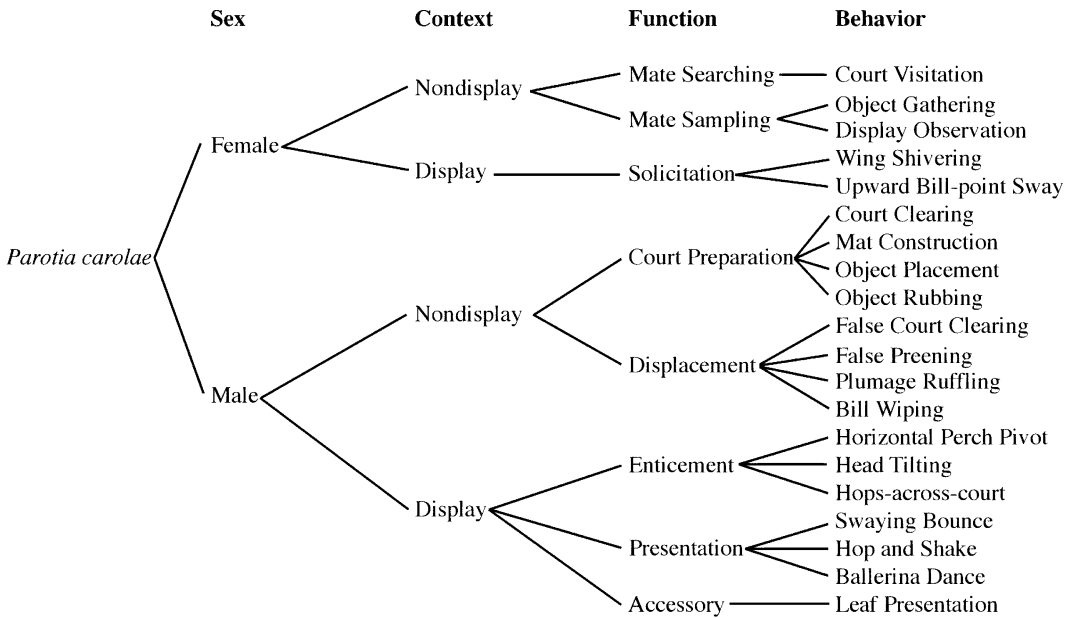 Sex Context Function Behavior
Mate Searching Court Visitation
Nondisplay
Object Gathering
Mate Sampling
Display Observation
Female
Wing Shivering
Display Solicitation
Upward Bill-point Sway
Court Clearing
Mat Construction
Parotia carolae Court Preparation
Object Placement
Object Rubbing
Nondisplay
False Court Clearing
False Preening
Displacement
Plumage Ruffling
Male
Bill Wiping
Horizontal Perch Pivot
Enticement Head Tilting
Hops-across-court
Display
Swaying Bounce
Presentation Hop and Shake
Ballerina Dance
Accessory Leaf Presentation